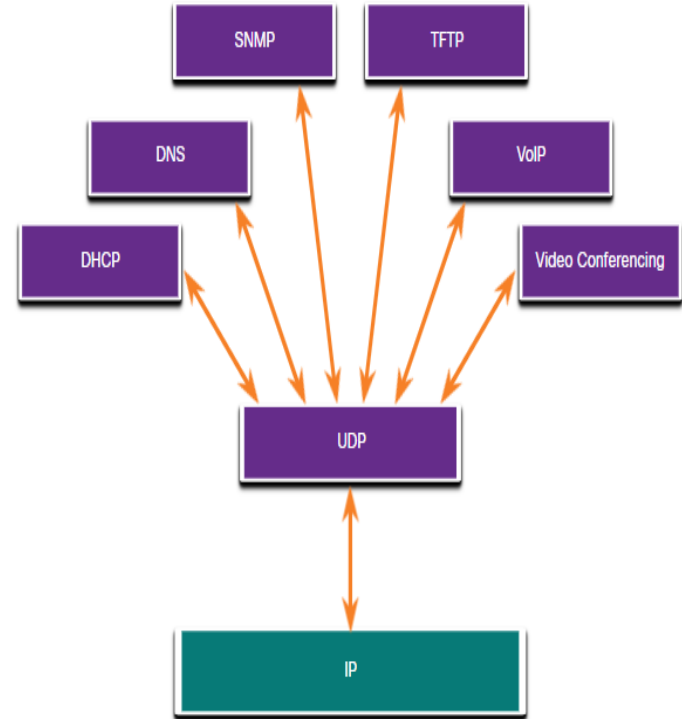 SNMP
TFTP
DNS
VoIP
DHCP
Video Conferencing
UDP
IP